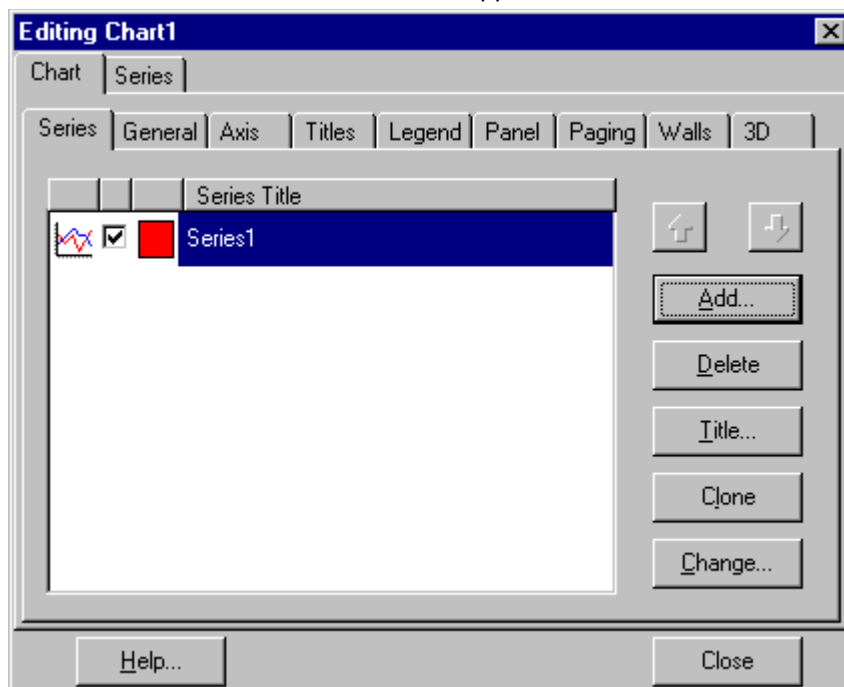 Editing Chart1
Chart Series
Series General Axis Titles Legend Panel Paging Walls 3D
Series Title
Series1
Add...
Delete
Title...
Clone
Change...
Help... Close